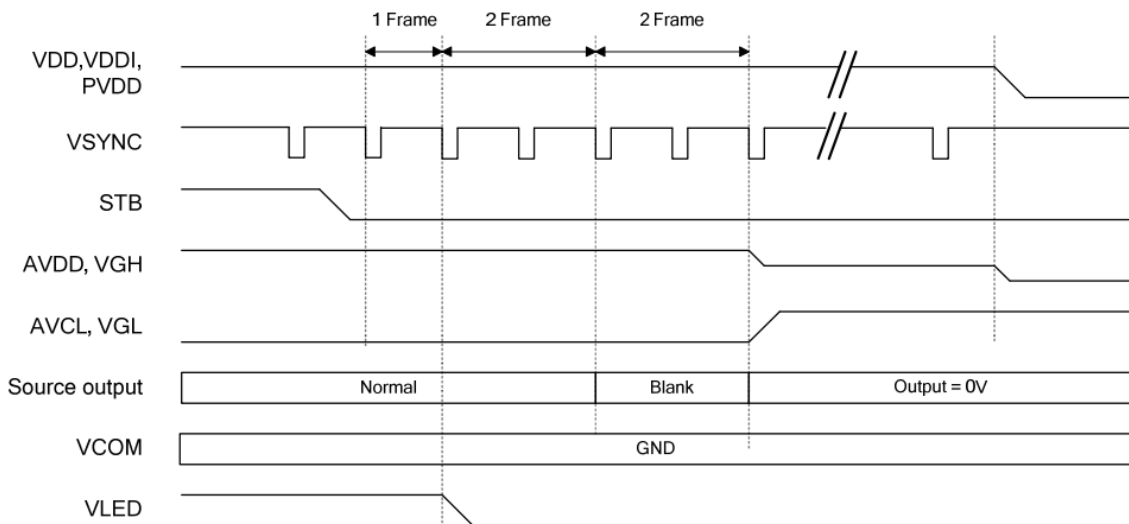 1 Frame 2 Frame 2 Frame
VDD,VDDI,
PVDD
VSYNC
STB
AVDD, VGH
AVCL, VGL
Source output Normal Blank Output = 0V
VCOM GND
VLED